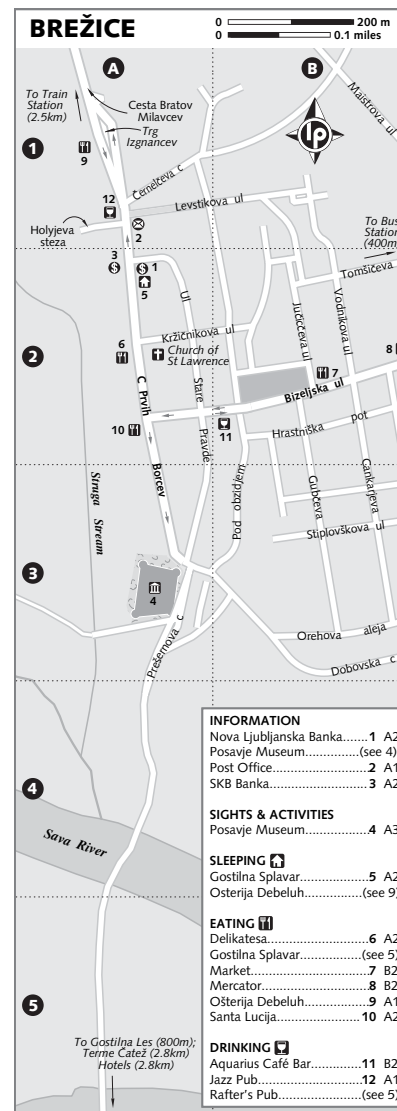 BREŽICE
0 200 m
0 0.1 miles
A
B
To Train
Station
(2.5km)
Cesta Bratov
Milavcev
Trg
Izgnancev
Maistrova ul
1
9
Černelčeva c
12
Levstikova ul
Holyjeva
steza
2
To Bus
Station
(400m)
3
1
5
Tomšičeva
Ul
Stare
Pravde
Jučičeva ul
Vodnikova ul
Kržičnikova ul
2
6
Church of
St Lawrence
7
8
C Prvih
Borcev
Bizeljska ul
10
11
Hrastniška pot
Struga Stream
Pod obzidjem
Gubčeva
Cankarjeva
Stiplovškova ul
3
4
Prešernova c
Orehova aleja
Dobovska c
4
Sava River
5
To Gostilna Les (800m);
Terme Čatež (2.8km)
Hotels (2.8km)
INFORMATION
Nova Ljubljanska Banka.......1 A2
Posavje Museum..............(see 4)
Post Office.........................2 A1
SKB Banka..........................3 A2
SIGHTS & ACTIVITIES
Posavje Museum.................4 A3
SLEEPING
Gostilna Splavar..................5 A2
Osterija Debeluh.............(see 9)
EATING
Delikatesa..........................6 A2
Gostilna Splavar..............(see 5)
Market...............................7 B2
Mercator............................8 B2
Ošterija Debeluh.................9 A1
Santa Lucija......................10 A2
DRINKING
Aquarius Café Bar..............11 B2
Jazz Pub............................12 A1
Rafter's Pub....................(see 5)
lp